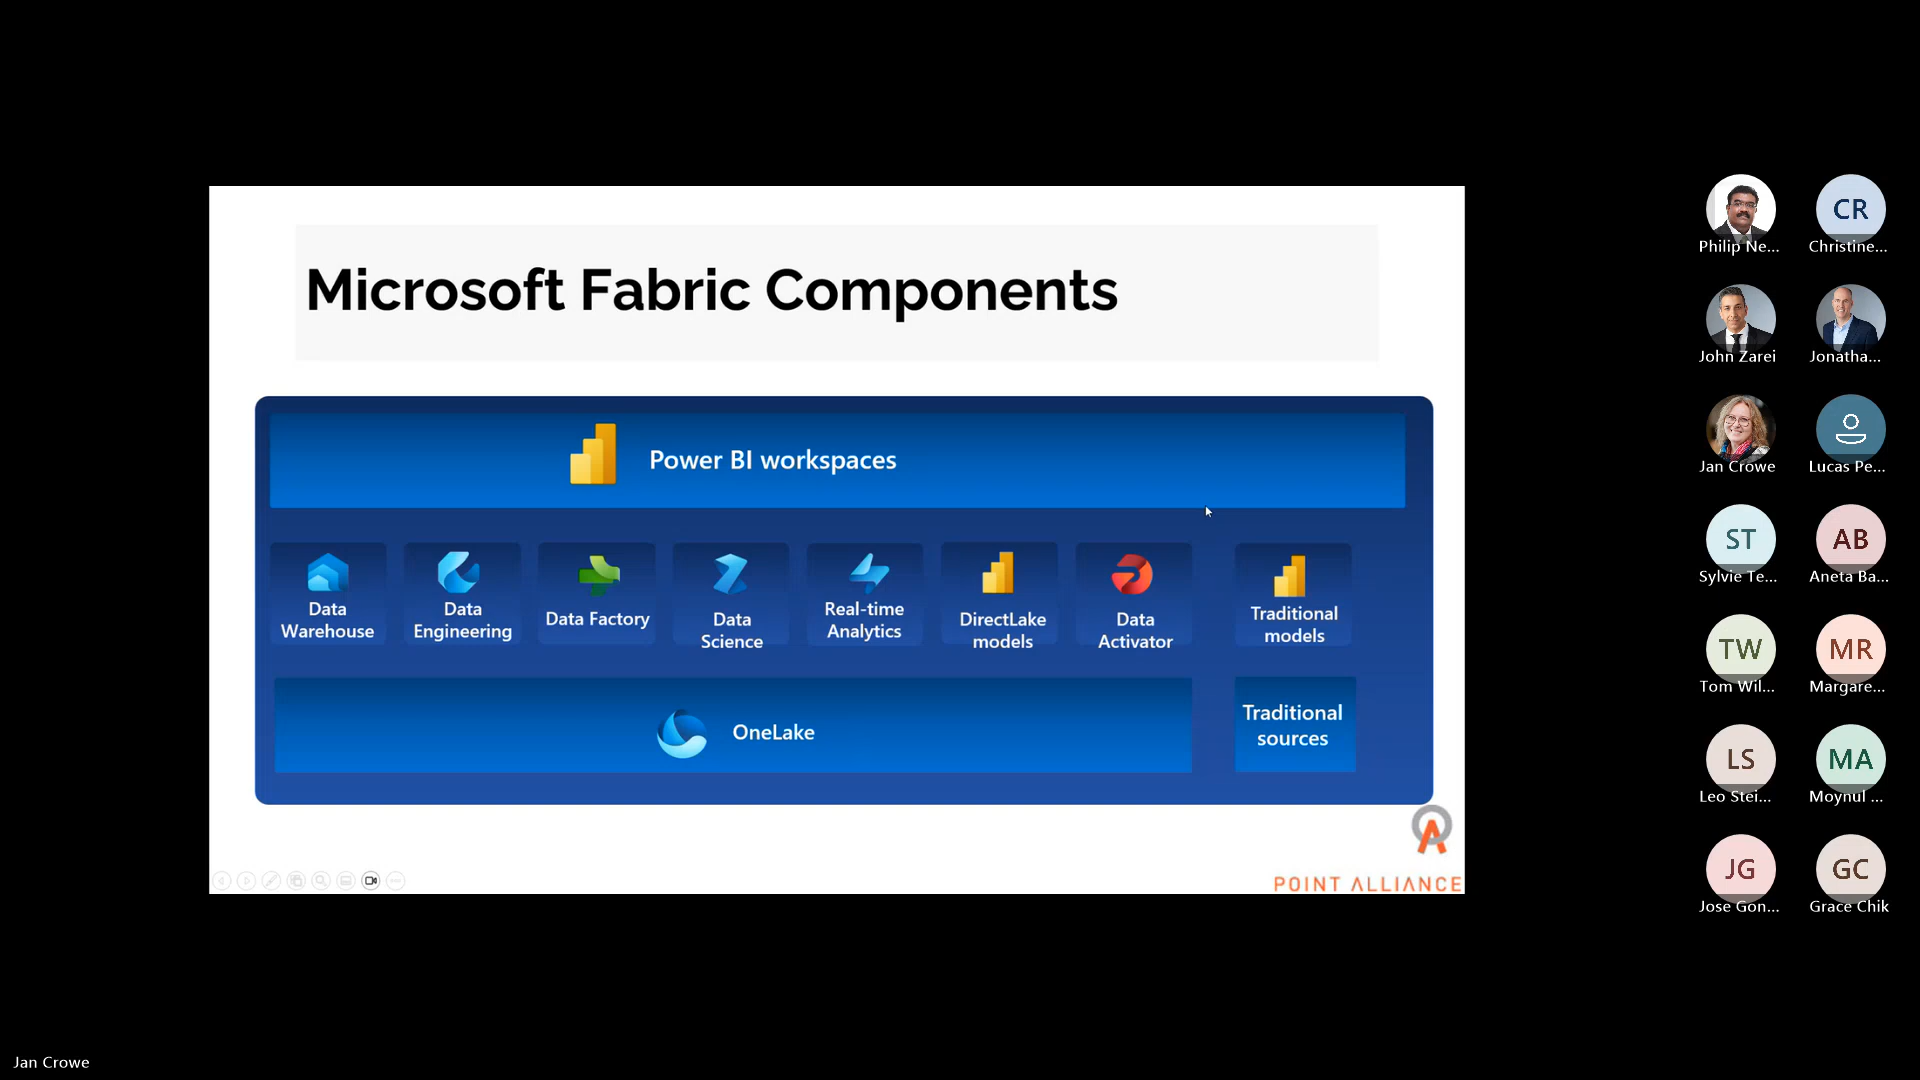 Microsoft Fabric Components
Power BI workspaces
Data
Warehouse
Data
Engineering
Data Factory
Data
Science
Real-time
Analytics
DirectLake
models
Data
Activator
Traditional
models
OneLake
Traditional
sources
POINT ALLIANCE
CR
Philip Ne...
Christine...
John Zarei
Jonatha...
Jan Crowe
Lucas Pe...
ST
AB
Sylvie Te...
Aneta Ba...
TW
MR
Tom Wil...
Margare...
LS
MA
Leo Stei...
Moynul ...
JG
GC
Jose Gon...
Grace Chik
Jan Crowe